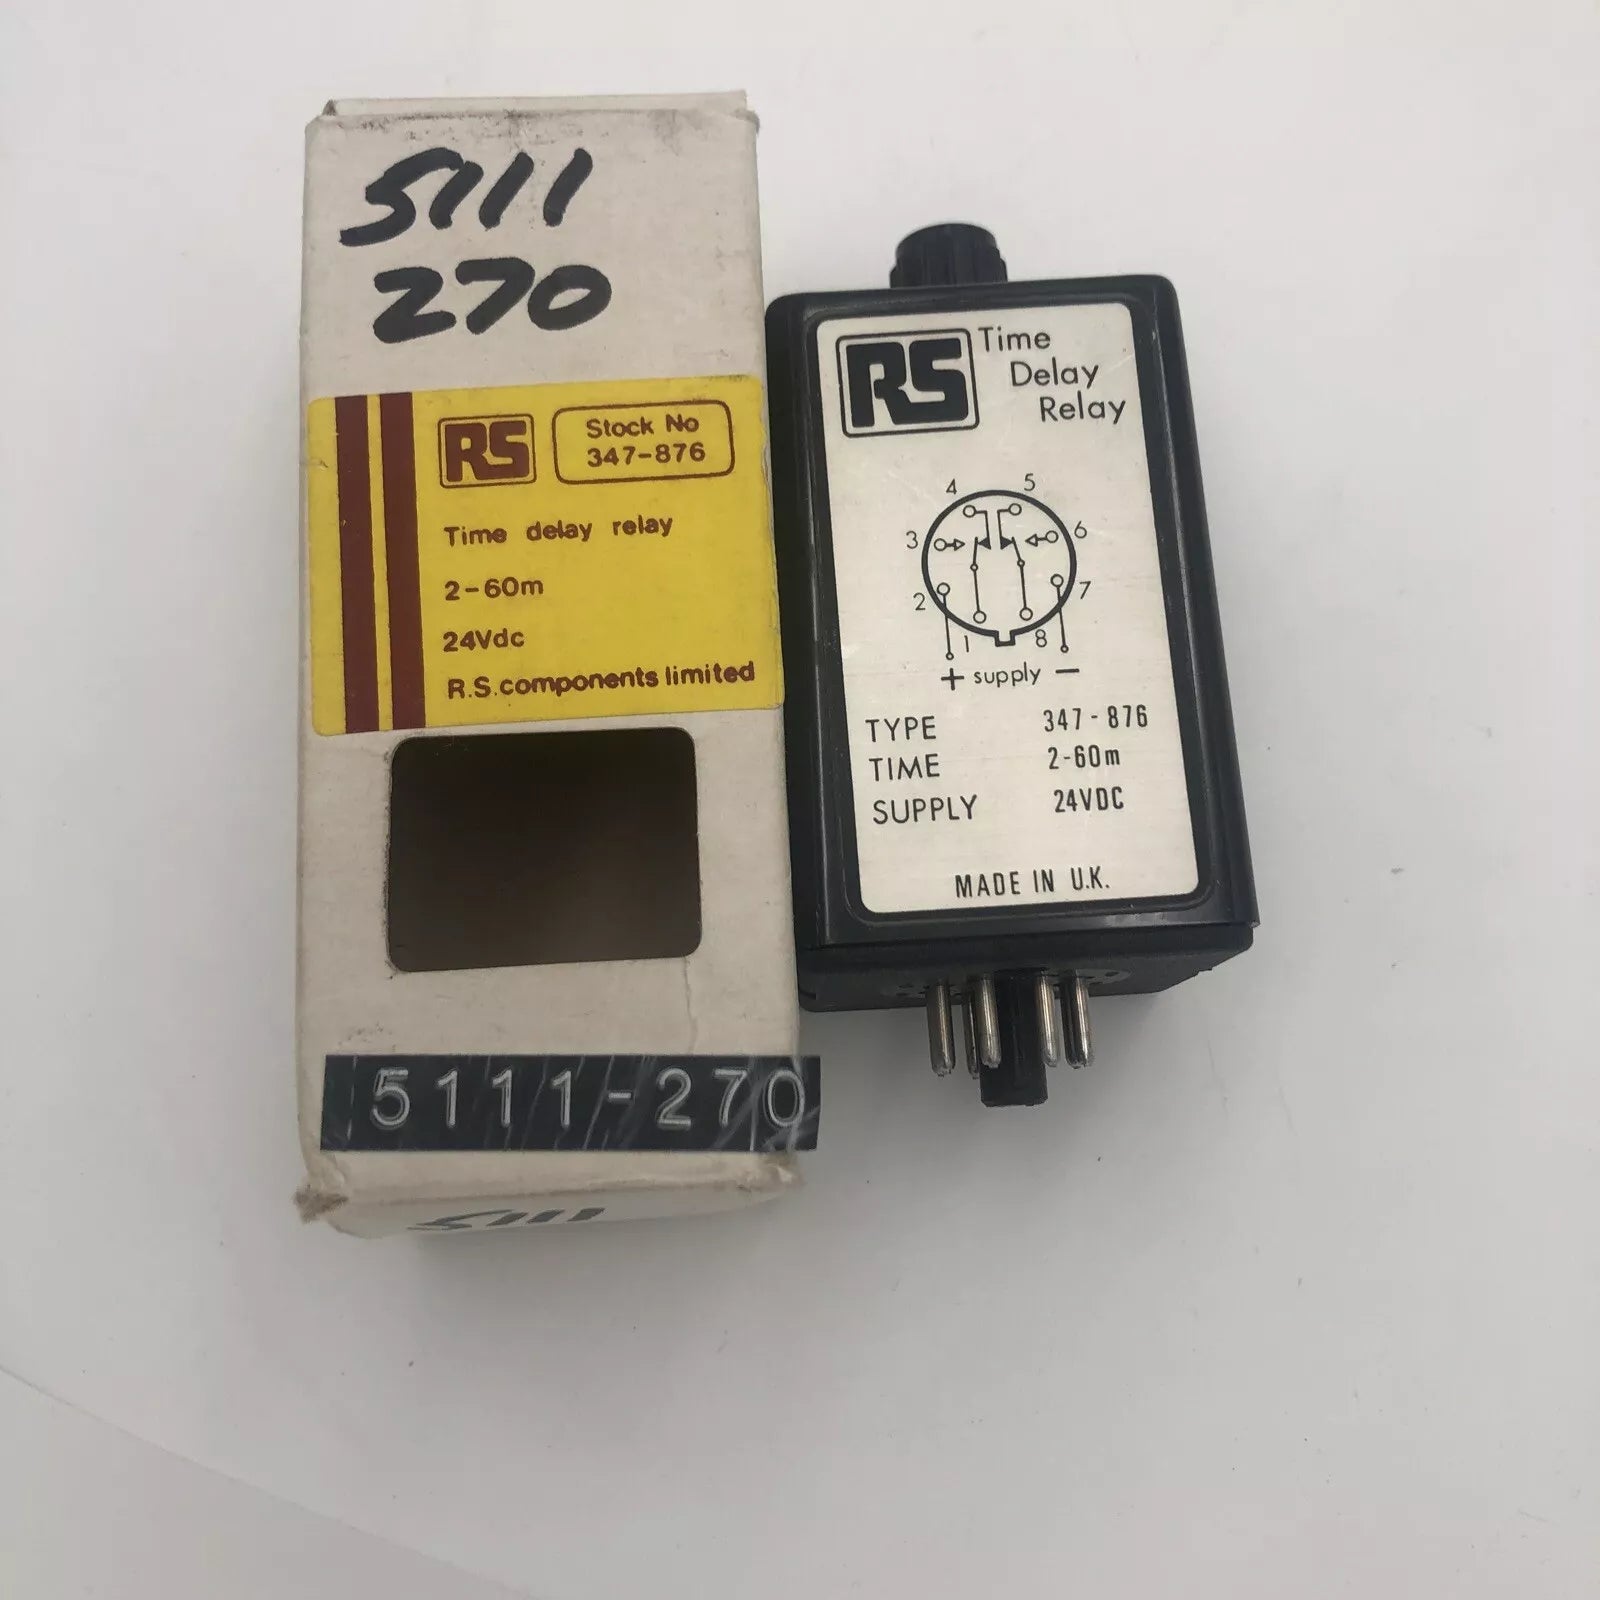 5111
270
RS
Stock No
347-876
Time delay relay
2-60m
24Vdc
R.S.components limited
5111-270
5111
RS
Time
Delay
Relay
4 5
3 6
2 7
1 8
+ supply −
TYPE 347-876
TIME 2-60m
SUPPLY 24VDC
MADE IN U.K.